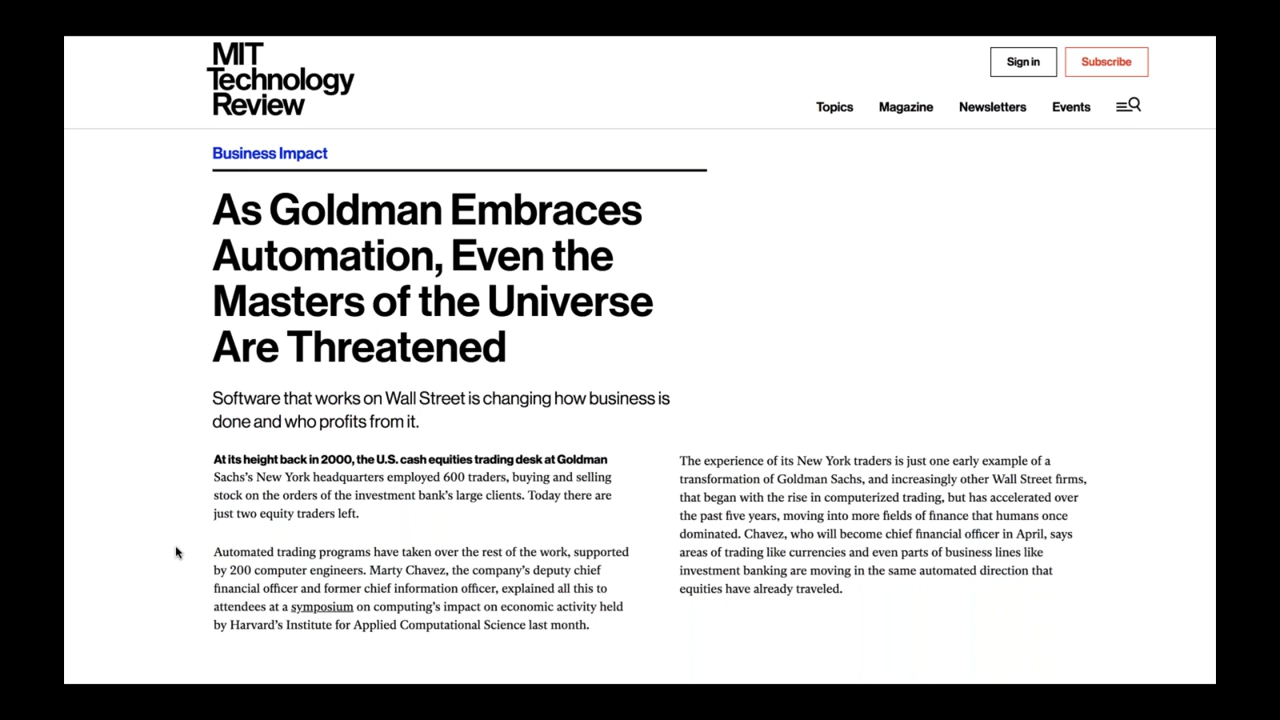 MIT
Technology
Review
Sign in
Subscribe
Topics
Magazine
Newsletters
Events
Business Impact
As Goldman Embraces
Automation, Even the
Masters of the Universe
Are Threatened
Software that works on Wall Street is changing how business is
done and who profits from it.
At its height back in 2000, the U.S. cash equities trading desk at Goldman
Sachs's New York headquarters employed 600 traders, buying and selling
stock on the orders of the investment bank's large clients. Today there are
just two equity traders left.
Automated trading programs have taken over the rest of the work, supported
by 200 computer engineers. Marty Chavez, the company's deputy chief
financial officer and former chief information officer, explained all this to
attendees at a symposium on computing's impact on economic activity held
by Harvard's Institute for Applied Computational Science last month.
The experience of its New York traders is just one early example of a
transformation of Goldman Sachs, and increasingly other Wall Street firms,
that began with the rise in computerized trading, but has accelerated over
the past five years, moving into more fields of finance that humans once
dominated. Chavez, who will become chief financial officer in April, says
areas of trading like currencies and even parts of business lines like
investment banking are moving in the same automated direction that
equities have already traveled.